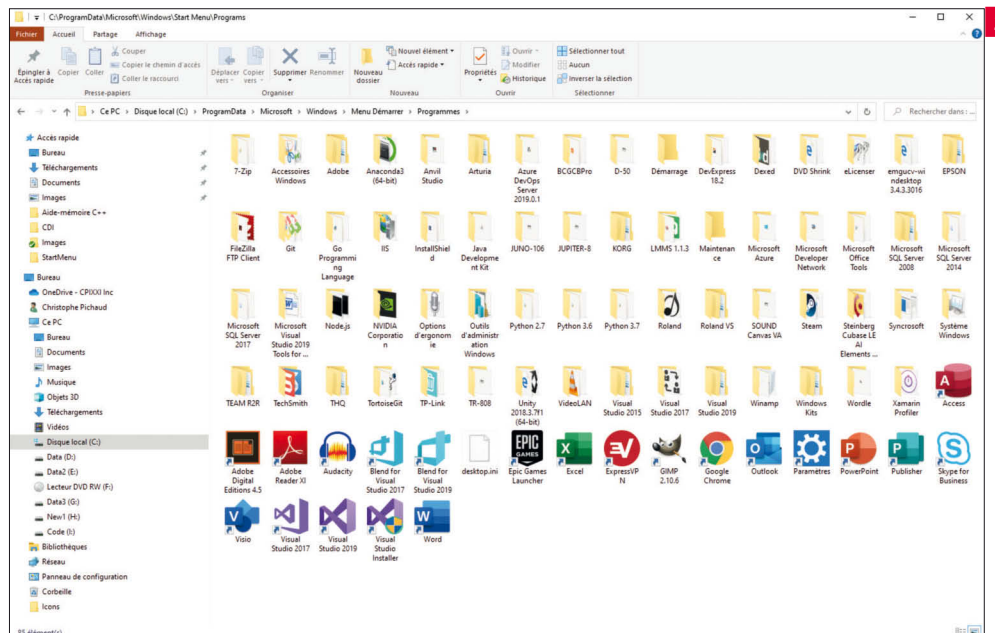 C:\ProgramData\Microsoft\Windows\Start Menu\Programs
Fichier Accueil Partage Affichage
Épingler à Accès rapide
Copier
Coller
Couper
Copier le chemin d'accès
Coller le raccourci
Presse-papiers
Déplacer vers
Copier vers
Supprimer
Renommer
Organiser
Nouveau dossier
Nouvel élément
Accès rapide
Nouveau
Propriétés
Ouvrir
Modifier
Historique
Ouvrir
Sélectionner tout
Aucun
Inverser la sélection
Sélectionner
Ce PC > Disque local (C:) > ProgramData > Microsoft > Windows > Menu Démarrer > Programmes >
Rechercher dans : ...
Accès rapide
Bureau
Téléchargements
Documents
Images
Aide-mémoire C++
CDI
Images
StartMenu
Bureau
OneDrive - CPIXXI Inc
Christophe Pichaud
Ce PC
Bureau
Documents
Images
Musique
Objets 3D
Téléchargements
Vidéos
Disque local (C:)
Data (D:)
Data2 (E:)
Lecteur DVD RW (F:)
Data3 (G:)
New1 (H:)
Code (I:)
Bibliothèques
Réseau
Panneau de configuration
Corbeille
Icons
7-Zip
Accessoires Windows
Adobe
Anaconda3 (64-bit)
Anvil Studio
Arturia
Azure DevOps Server 2019.0.1
BCGCBPro
D-50
Démarrage
DevExpress 18.2
Dexed
DVD Shrink
eLicenser
emgucv-windesktop 3.4.3.3016
EPSON
FileZilla FTP Client
Git
Go Programming Language
IIS
InstallShield
Java Development Kit
JUNO-106
JUPITER-8
KORG
LMMS 1.1.3
Maintenance
Microsoft Azure
Microsoft Developer Network
Microsoft Office Tools
Microsoft SQL Server 2008
Microsoft SQL Server 2014
Microsoft SQL Server 2017
Microsoft Visual Studio 2019 Tools for ...
Node.js
NVIDIA Corporation
Options d'ergonomie
Outils d'administration Windows
Python 2.7
Python 3.6
Python 3.7
Roland
Roland VS
SOUND Canvas VA
Steam
Steinberg Cubase LE AI Elements ...
Syncrosoft
Système Windows
TEAM R2R
TechSmith
THQ
TortoiseGit
TP-Link
TR-808
Unity 2018.3.7f1 (64-bit)
VideoLAN
Visual Studio 2015
Visual Studio 2017
Visual Studio 2019
Winamp
Windows Kits
Wordle
Xamarin Profiler
Access
Adobe Digital Editions 4.5
Adobe Reader XI
Audacity
Blend for Visual Studio 2017
Blend for Visual Studio 2019
desktop.ini
EPIC GAMES
Epic Games Launcher
Excel
ExpressVPN
GIMP 2.10.6
Google Chrome
Outlook
Paramètres
PowerPoint
Publisher
Skype for Business
Visio
Visual Studio 2017
Visual Studio 2019
Visual Studio Installer
Word
85 élément(s)